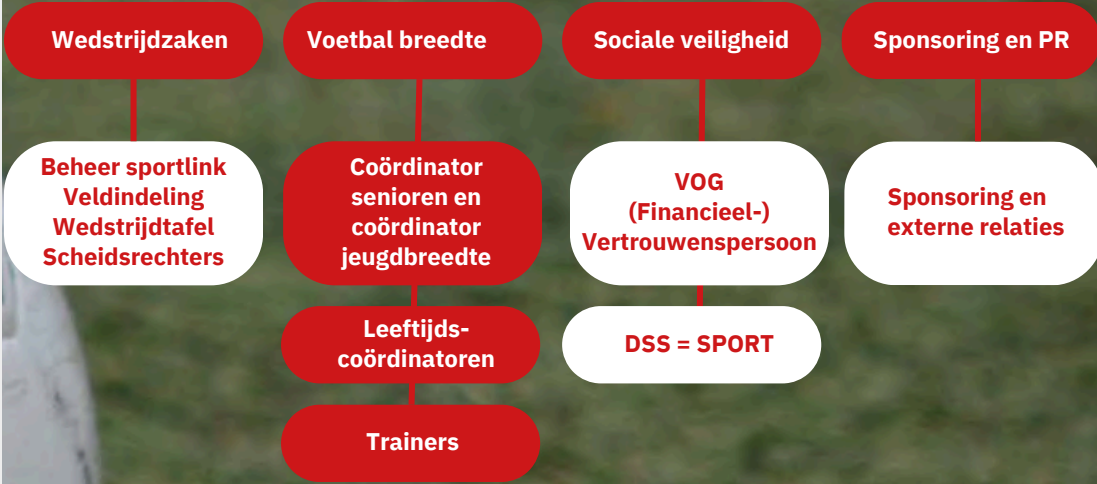 Wedstrijdzaken
Voetbal breedte
Sociale veiligheid
Sponsoring en PR
Beheer sportlink
Veldindeling
Wedstrijdtafel
Scheidsrechters
Coördinator
senioren en
coördinator
jeugdbreedte
VOG
(Financieel-)
Vertrouwenspersoon
Sponsoring en
externe relaties
Leeftijds-
coördinatoren
DSS = SPORT
Trainers